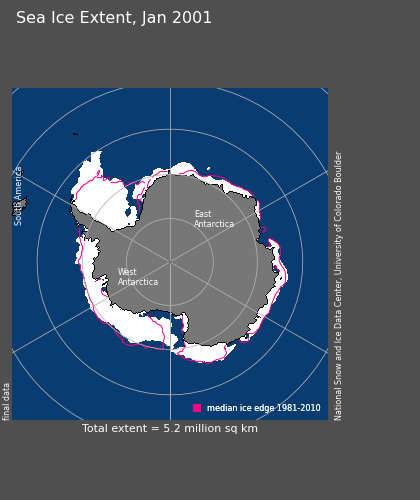 Sea Ice Extent, Jan 2001
South America
East
Antarctica
West
Antarctica
National Snow and Ice Data Center, University of Colorado Boulder
final data
median ice edge 1981-2010
Total extent = 5.2 million sq km